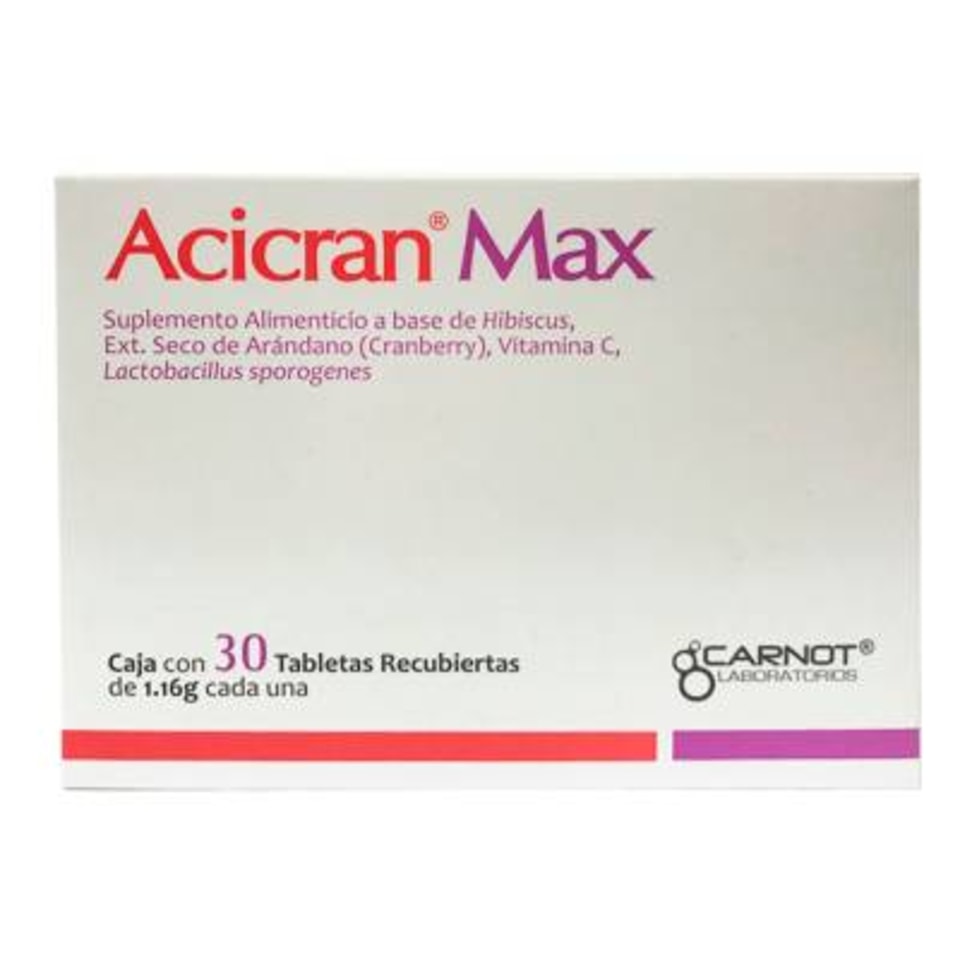 Acicran® Max
Suplemento Alimenticio a base de Hibiscus,
Ext. Seco de Arándano (Cranberry), Vitamina C,
Lactobacillus sporogenes
Caja con 30 Tabletas Recubiertas
de 1.16g cada una
CARNOT®
LABORATORIOS